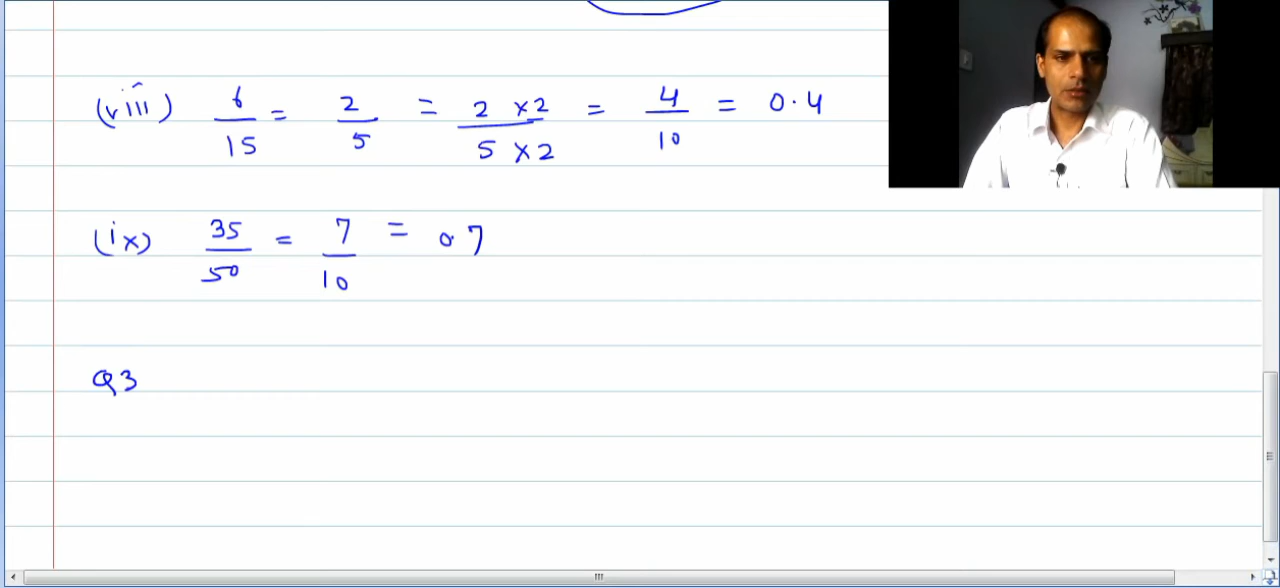 (viii) 6/15 = 2/5 = 2 ×2/5 ×2 = 4/10 = 0.4
(ix) 35/50 = 7/10 = 0.7
Q3